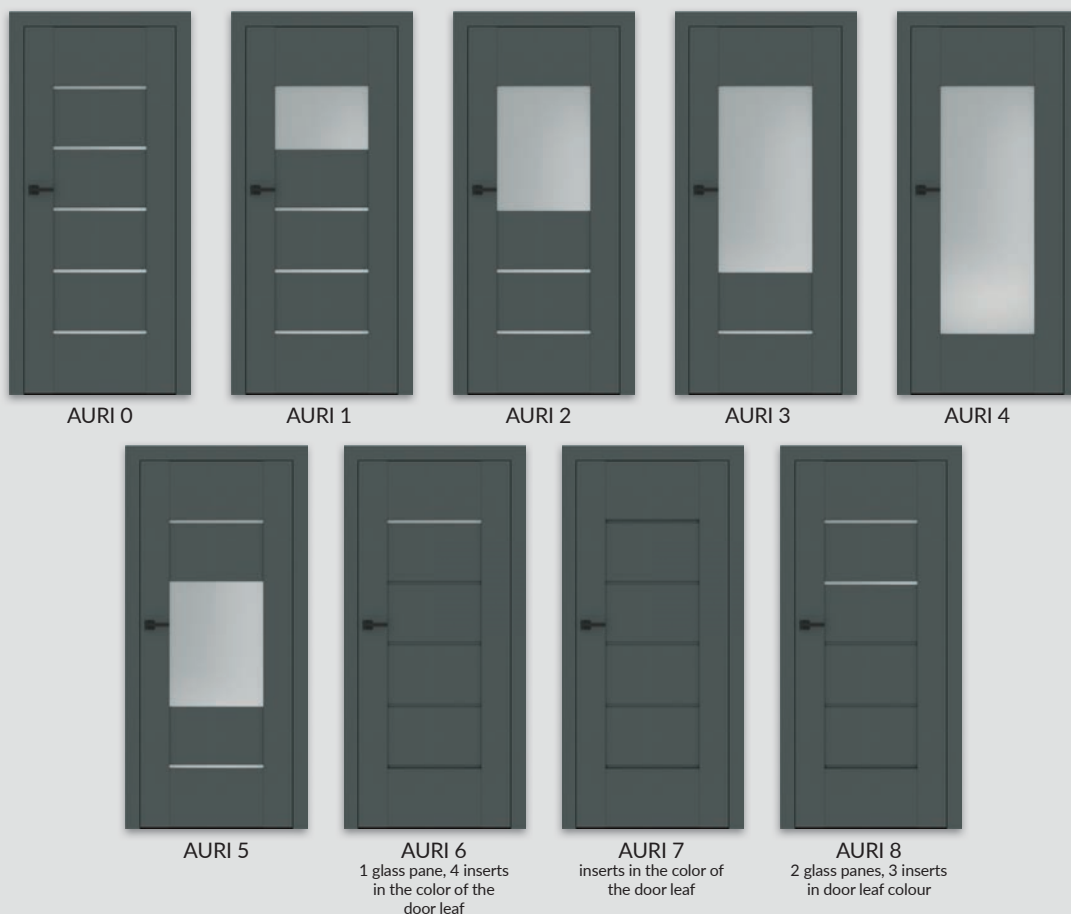 AURI 0
AURI 1
AURI 2
AURI 3
AURI 4
AURI 5
AURI 6
1 glass pane, 4 inserts
in the color of the
door leaf
AURI 7
inserts in the color of
the door leaf
AURI 8
2 glass panes, 3 inserts
in door leaf colour